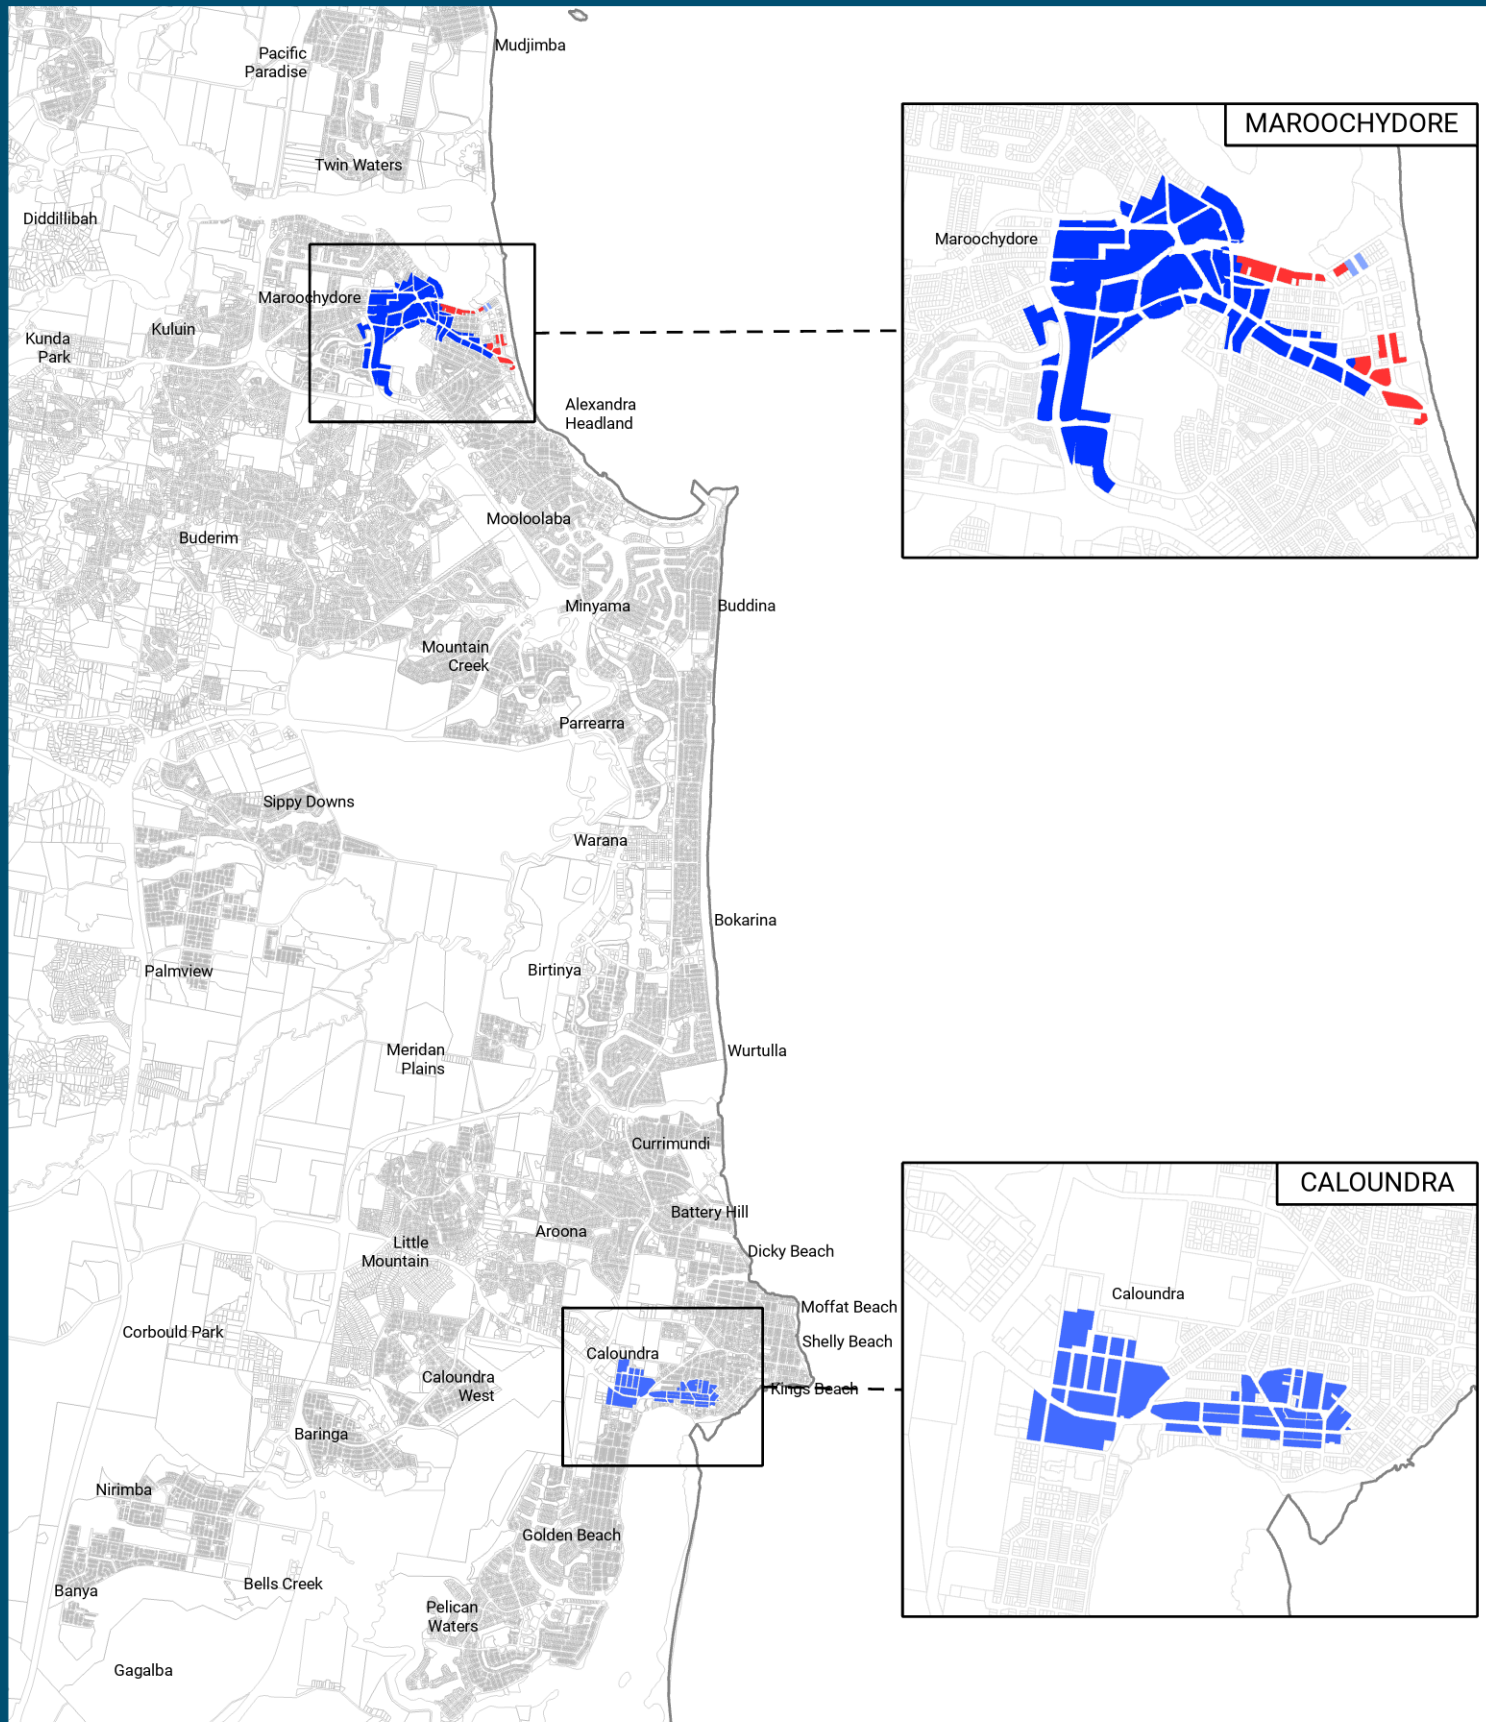 Mudjimba
Pacific
Paradise
Twin Waters
Diddillibah
Maroochydore
Kuluin
Kunda
Park
Alexandra
Headland
Mooloolaba
Buderim
Minyama
Buddina
Mountain
Creek
Parrearra
Sippy Downs
Warana
Bokarina
Palmview
Birtinya
Meridan
Plains
Wurtulla
Currimundi
Battery Hill
Aroona
Little
Mountain
Dicky Beach
Moffat Beach
Corbould Park
Shelly Beach
Caloundra
Caloundra
West
Kings Beach
Baringa
Nirimba
Golden Beach
Banya
Bells Creek
Pelican
Waters
Gagalba
MAROOCHYDORE
Maroochydore
CALOUNDRA
Caloundra